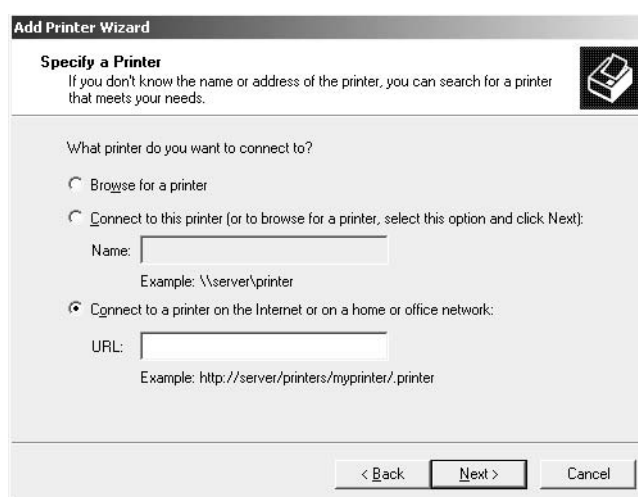 Add Printer Wizard
Specify a Printer
If you don't know the name or address of the printer, you can search for a printer
that meets your needs.
What printer do you want to connect to?
Browse for a printer
Connect to this printer (or to browse for a printer, select this option and click Next):
Name:
Example: \\server\printer
Connect to a printer on the Internet or on a home or office network:
URL:
Example: http://server/printers/myprinter/.printer
< Back Next > Cancel